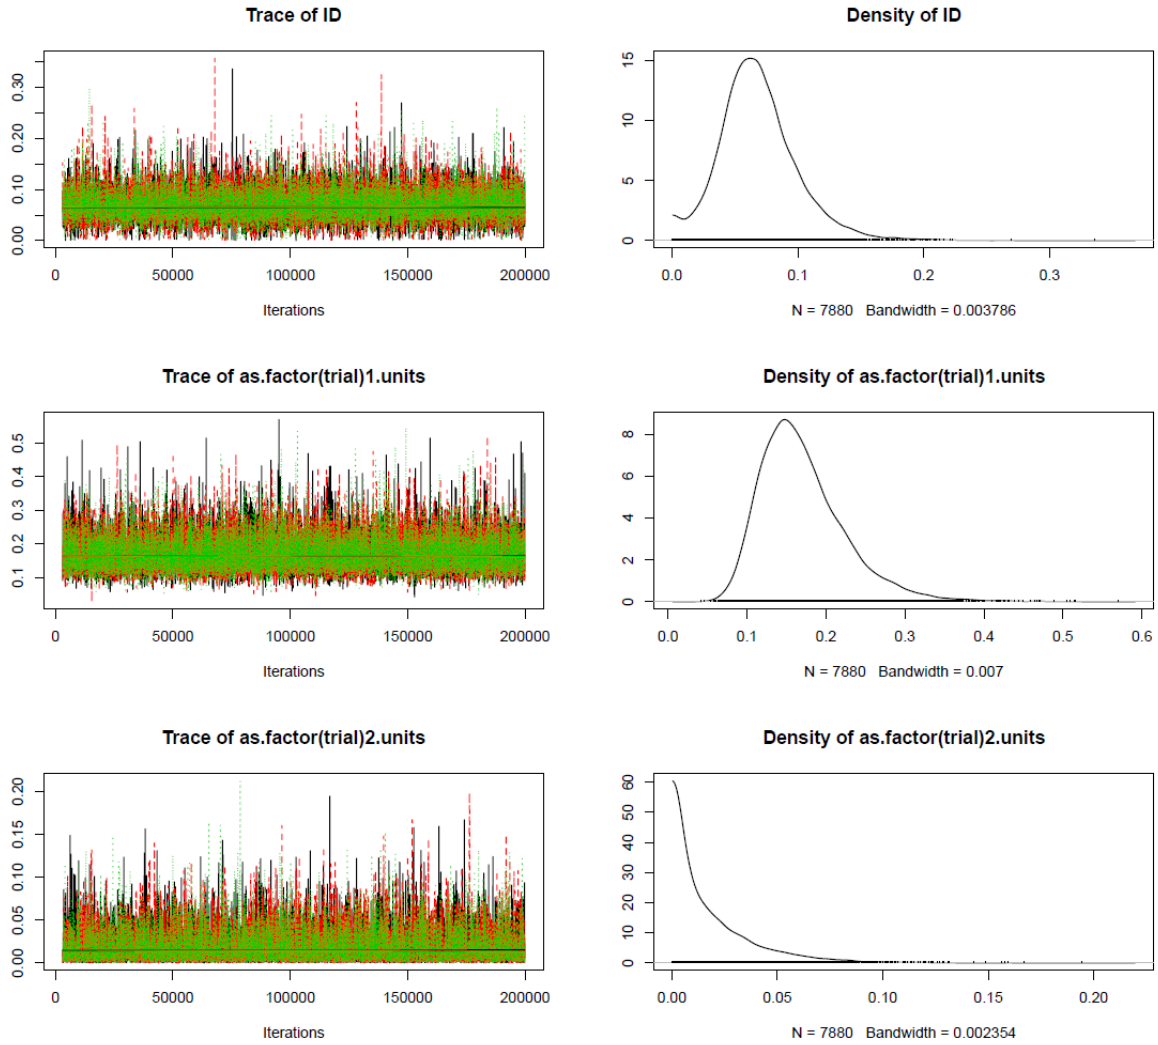 Trace of ID
0.00 0.10 0.20 0.30
0 50000 100000 150000 200000
Iterations
Density of ID
0 5 10 15
0.0 0.1 0.2 0.3
N = 7880 Bandwidth = 0.003786
Trace of as.factor(trial)1.units
0.1 0.2 0.3 0.4 0.5
0 50000 100000 150000 200000
Iterations
Density of as.factor(trial)1.units
0 2 4 6 8
0.0 0.1 0.2 0.3 0.4 0.5 0.6
N = 7880 Bandwidth = 0.007
Trace of as.factor(trial)2.units
0.00 0.05 0.10 0.15 0.20
0 50000 100000 150000 200000
Iterations
Density of as.factor(trial)2.units
0 10 20 30 40 50 60
0.00 0.05 0.10 0.15 0.20
N = 7880 Bandwidth = 0.002354